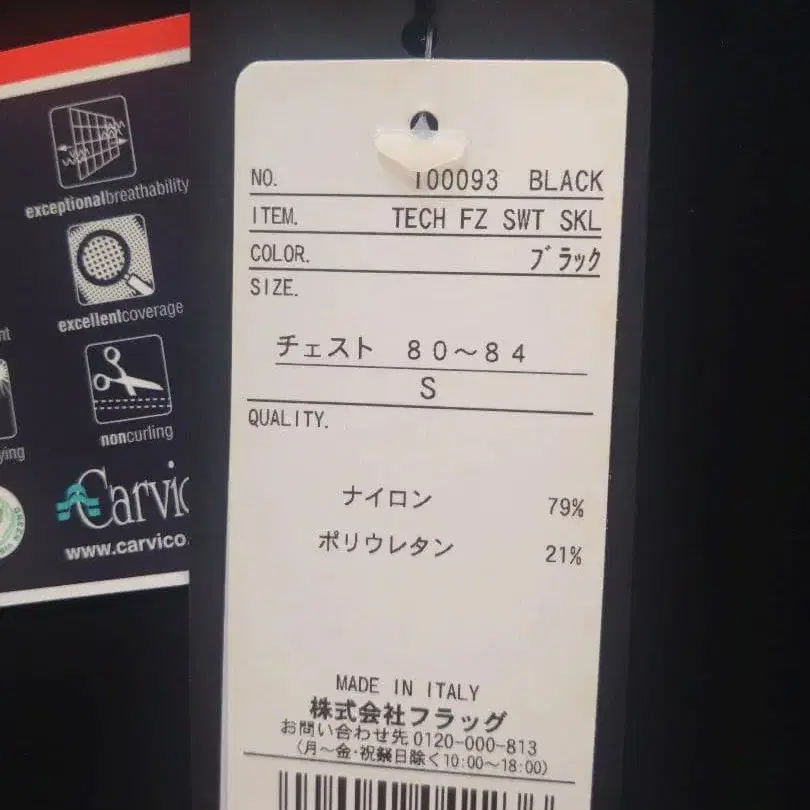 exceptionalbreathability
excellentcoverage
nt
noncurling
ying
Carvic
www.carvico.
NO. 100093 BLACK
ITEM. TECH FZ SWT SKL
COLOR. ブラック
SIZE.
チェスト 80～84
S
QUALITY.
ナイロン 79%
ポリウレタン 21%
MADE IN ITALY
株式会社フラッグ
お問い合わせ先 0120-000-813
(月～金・祝祭日除く10:00～18:00)